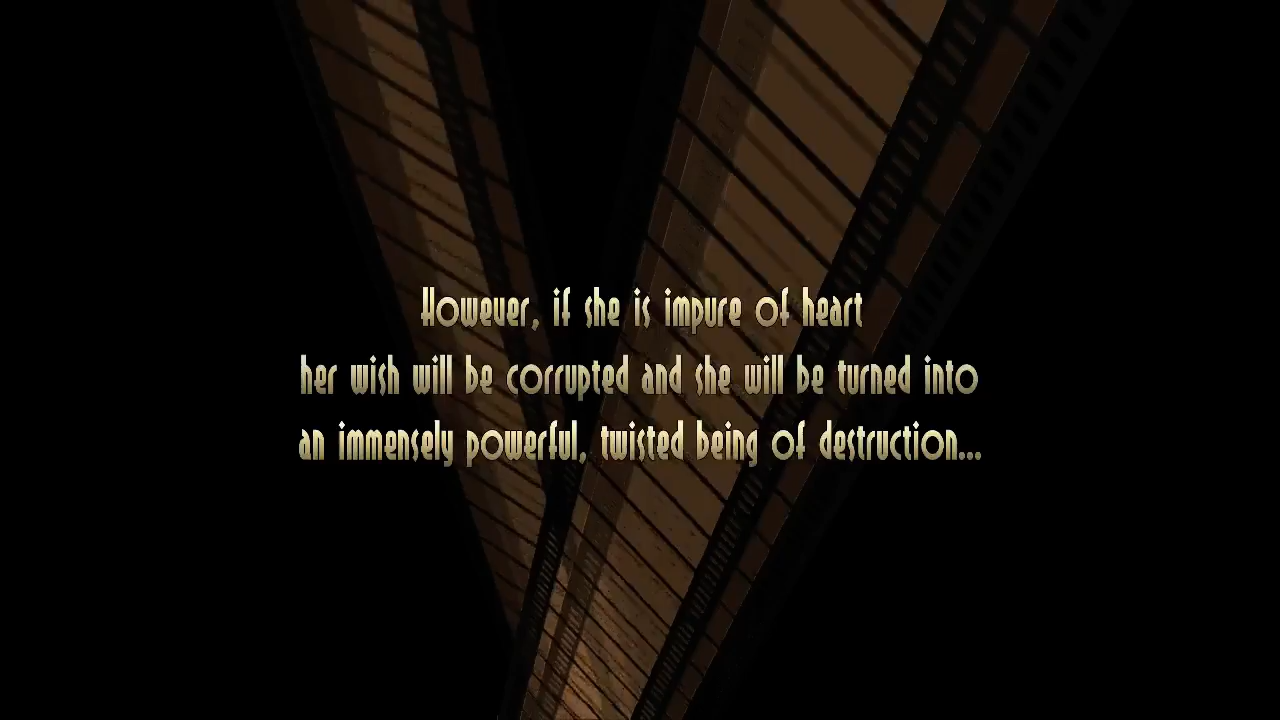 However, if she is impure of heart
her wish will be corrupted and she will be turned into
an immensely powerful, twisted being of destruction...